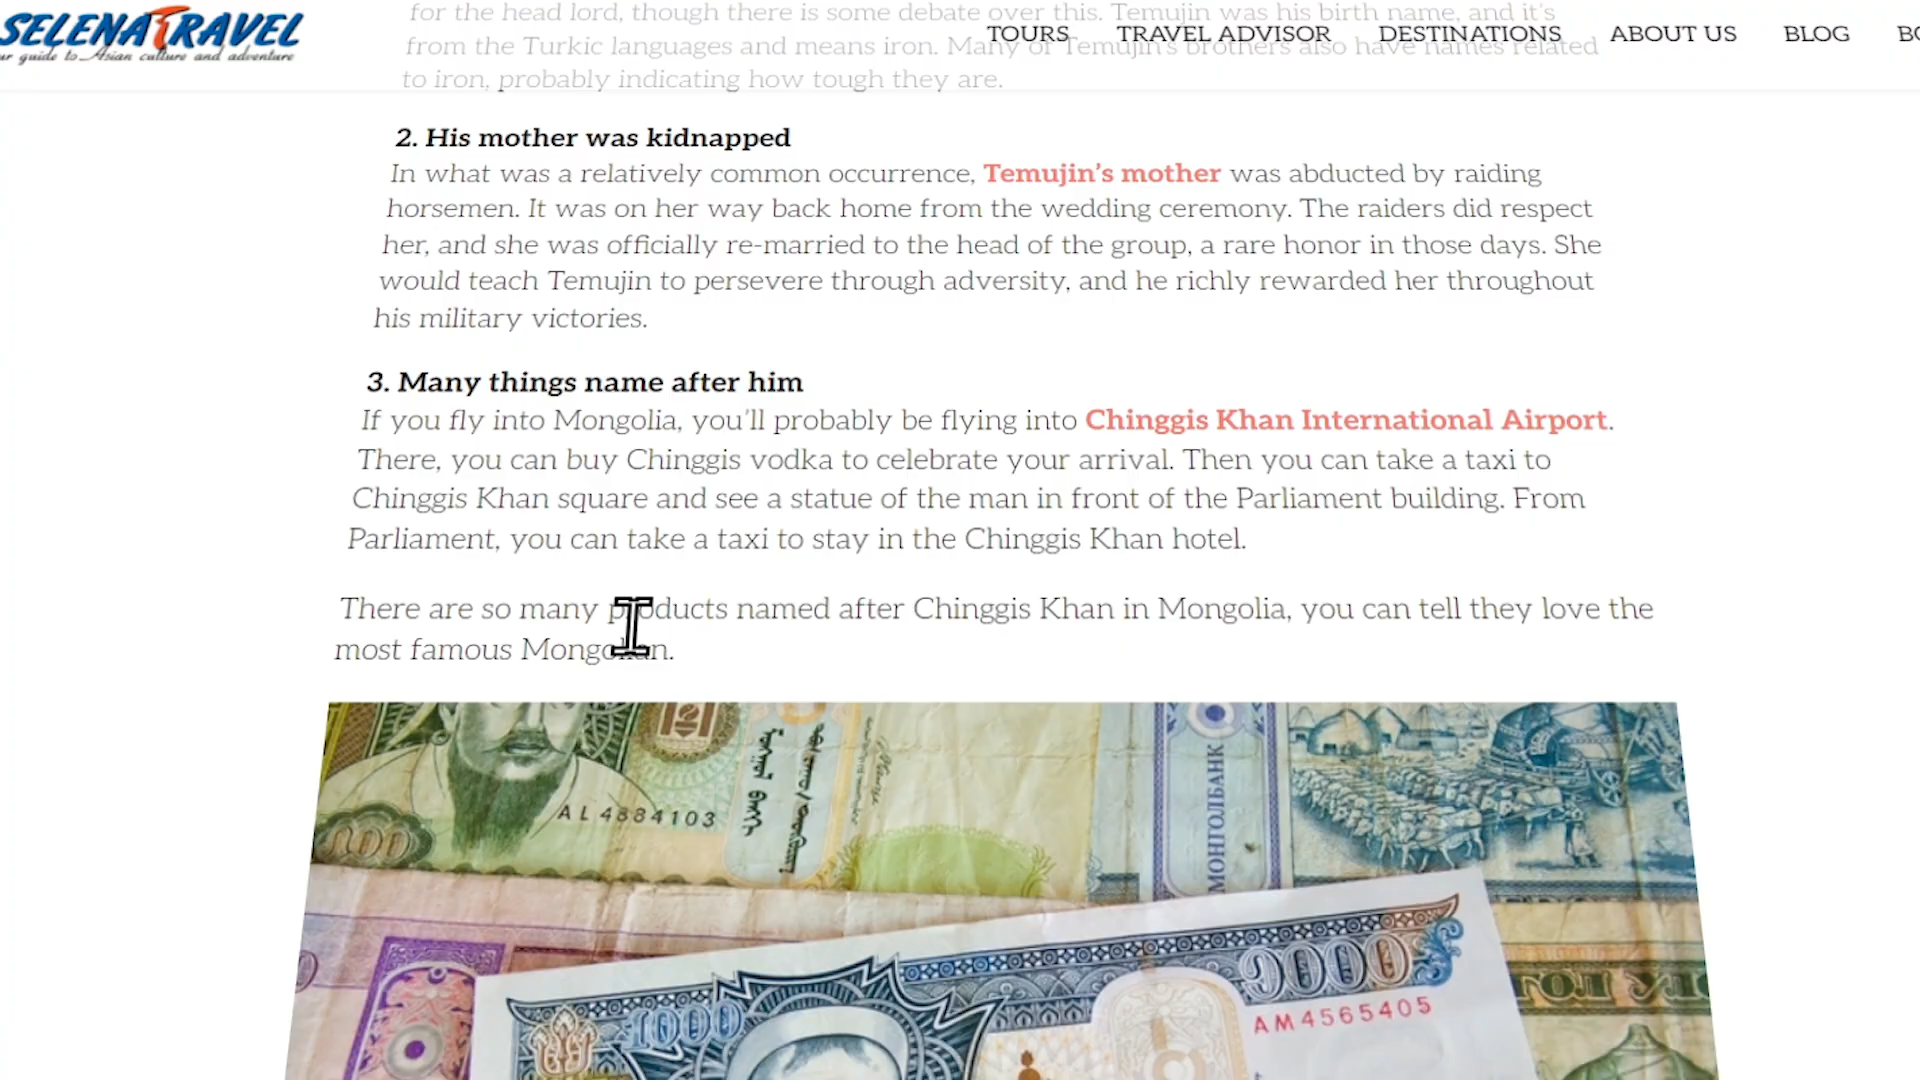 SELENATRAVEL
ur guide to Asian culture and adventure
TOURS TRAVEL ADVISOR DESTINATIONS ABOUT US BLOG
for the head lord, though there is some debate over this. Temujin was his birth name, and it's
from the Turkic languages and means iron. Many of Temujin's brothers also have names related
to iron, probably indicating how tough they are.
2. His mother was kidnapped
In what was a relatively common occurrence, Temujin's mother was abducted by raiding
horsemen. It was on her way back home from the wedding ceremony. The raiders did respect
her, and she was officially re-married to the head of the group, a rare honor in those days. She
would teach Temujin to persevere through adversity, and he richly rewarded her throughout
his military victories.
3. Many things name after him
If you fly into Mongolia, you'll probably be flying into Chinggis Khan International Airport.
There, you can buy Chinggis vodka to celebrate your arrival. Then you can take a taxi to
Chinggis Khan square and see a statue of the man in front of the Parliament building. From
Parliament, you can take a taxi to stay in the Chinggis Khan hotel.
There are so many products named after Chinggis Khan in Mongolia, you can tell they love the
most famous Mongolian.
AL 4884103
100
МОНГОЛБАНК
1000
AM4565405